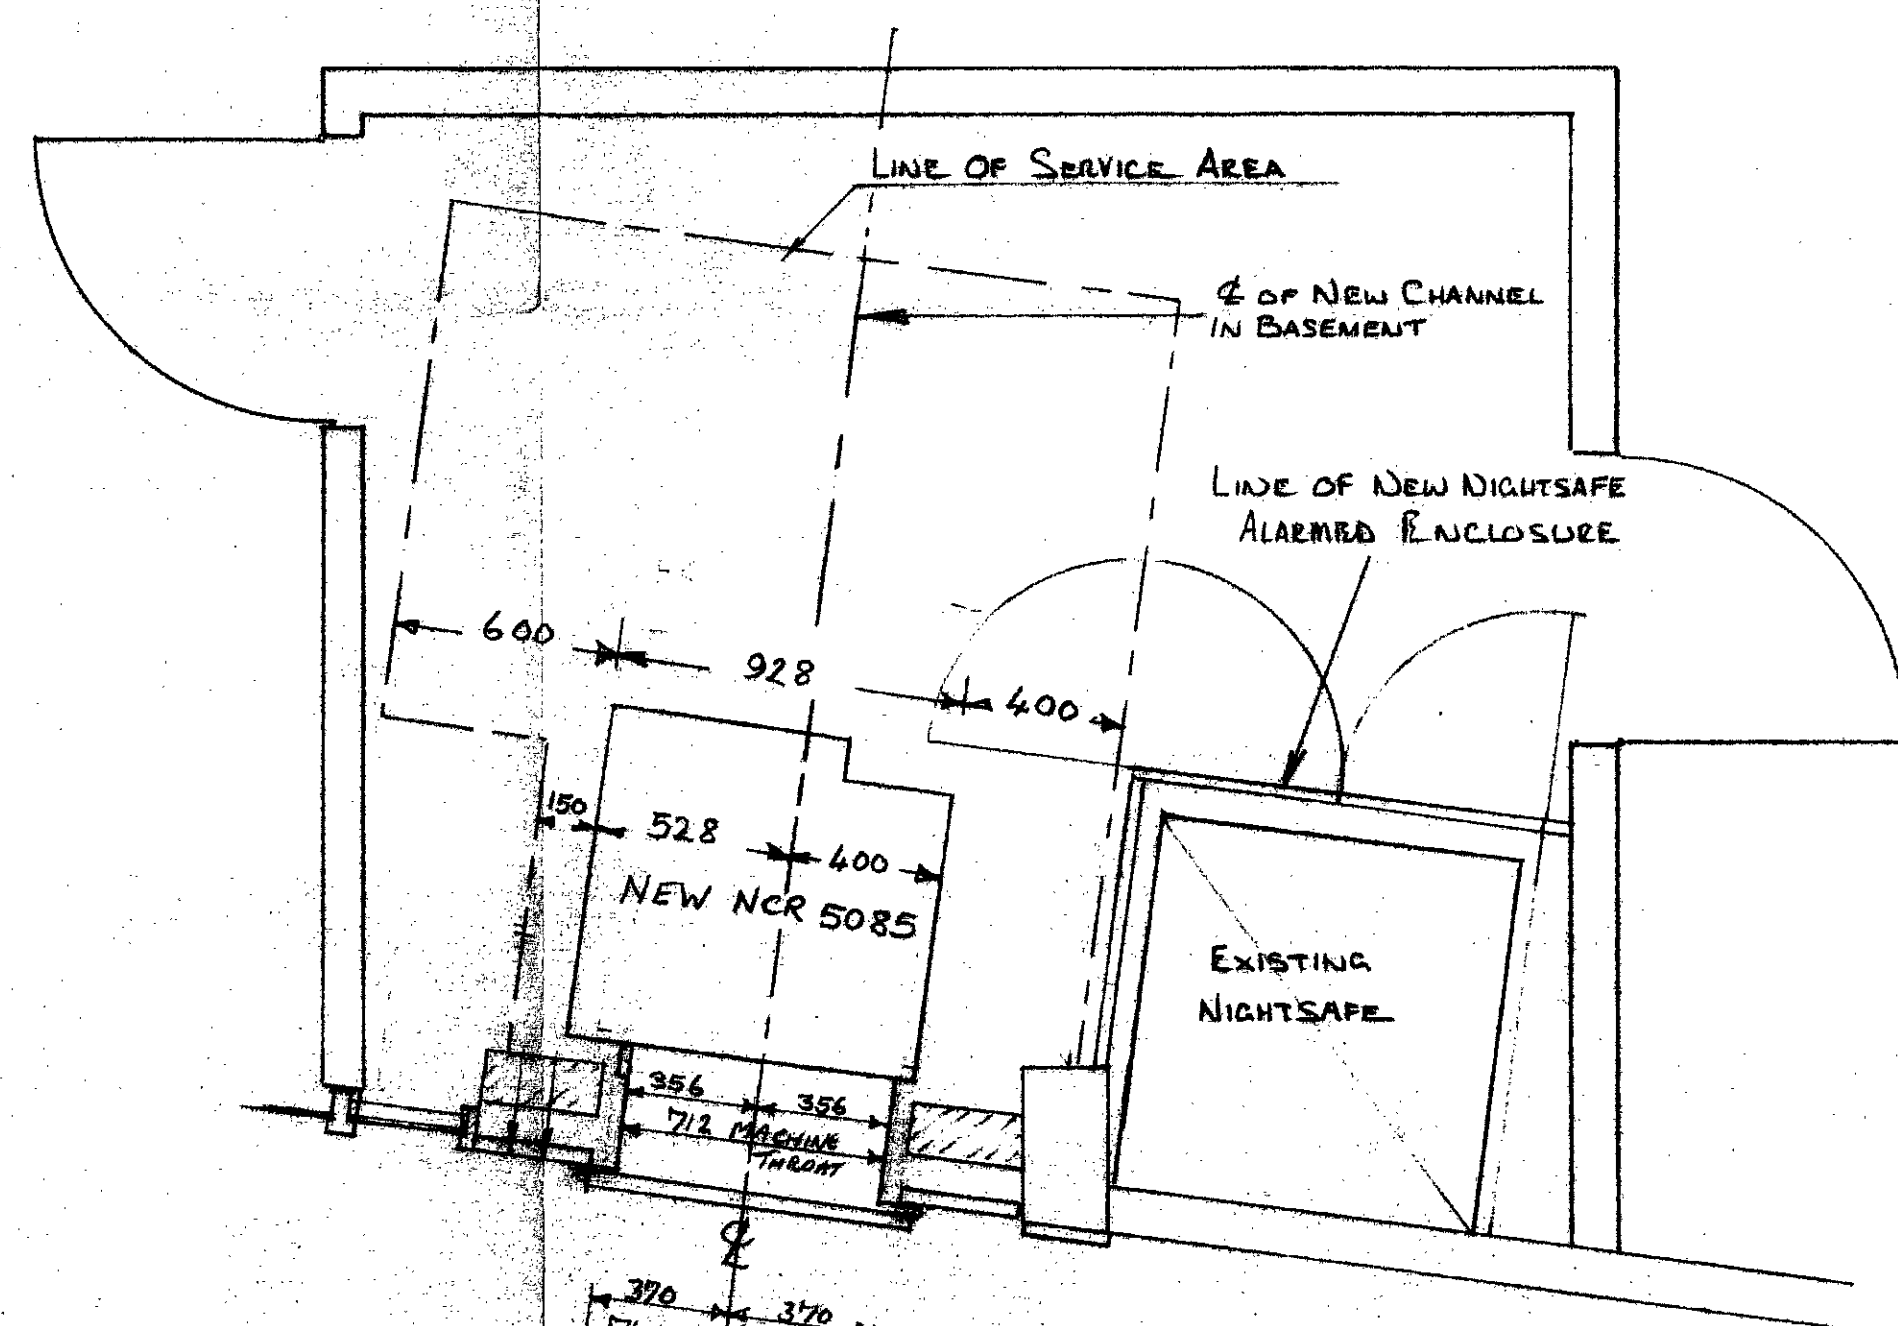 LINE OF SERVICE AREA
℄ OF NEW CHANNEL
IN BASEMENT
LINE OF NEW NIGHTSAFE
ALARMED ENCLOSURE
600
928
400
150
528
400
NEW NCR 5085
EXISTING
NIGHTSAFE
356
356
712 MACHINE
THROAT
℄
370
370